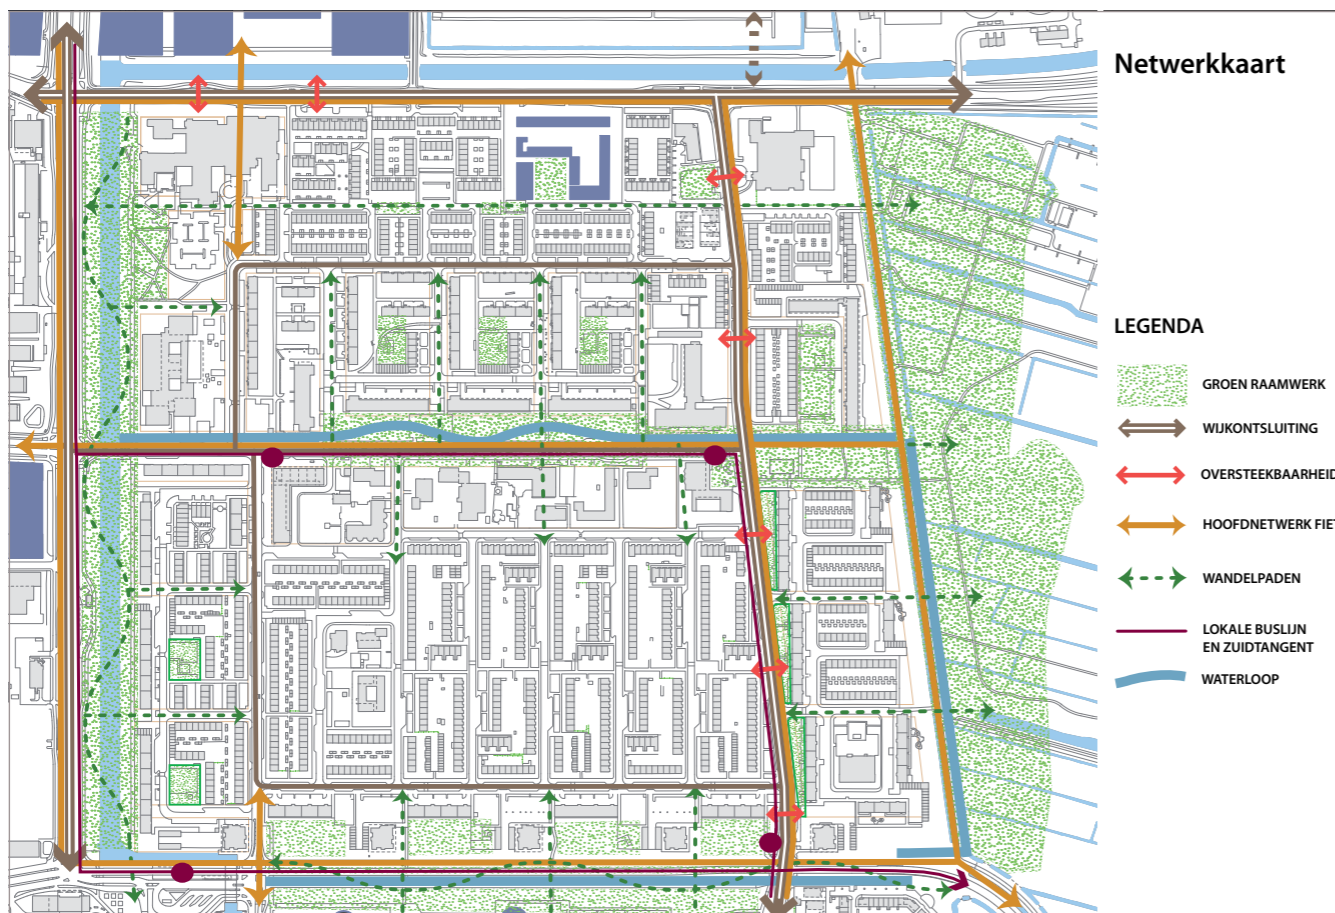 Netwerkkaart
LEGENDA
GROEN RAAMWERK
WIJKONTSLUITING
OVERSTEEKBAARHEID
HOOFDNETWERK FIET
WANDELPADEN
LOKALE BUSLIJN
EN ZUIDTANGENT
WATERLOOP